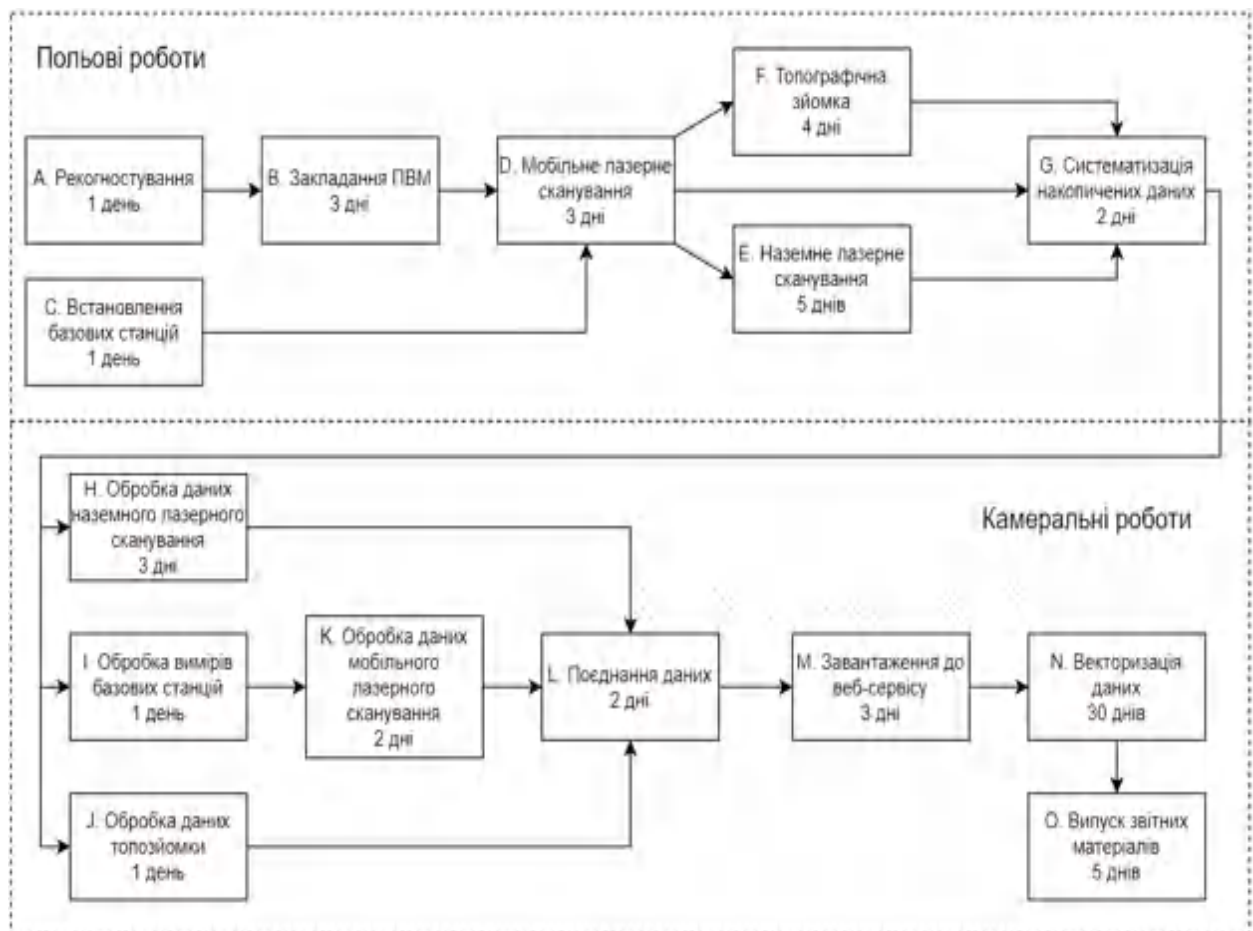 Польові роботи
F. Топографічна
зйомка
4 дні
A. Рекогностування
1 день
B. Закладання ПВМ
3 дні
D. Мобільне лазерне
сканування
3 дні
G. Систематизація
накопичених даних
2 дні
E. Наземне лазерне
сканування
5 днів
C. Встановлення
базових станцій
1 день
H. Обробка даних
наземного лазерного
сканування
3 дні
Камеральні роботи
I. Обробка вимірів
базових станцій
1 день
K. Обробка даних
мобільного
лазерного
сканування
2 дні
L. Поєднання даних
2 дні
M. Завантаження до
веб-сервісу
3 дні
N. Векторизація
даних
30 днів
J. Обробка даних
топозйомки
1 день
O. Випуск звітних
матеріалів
5 днів